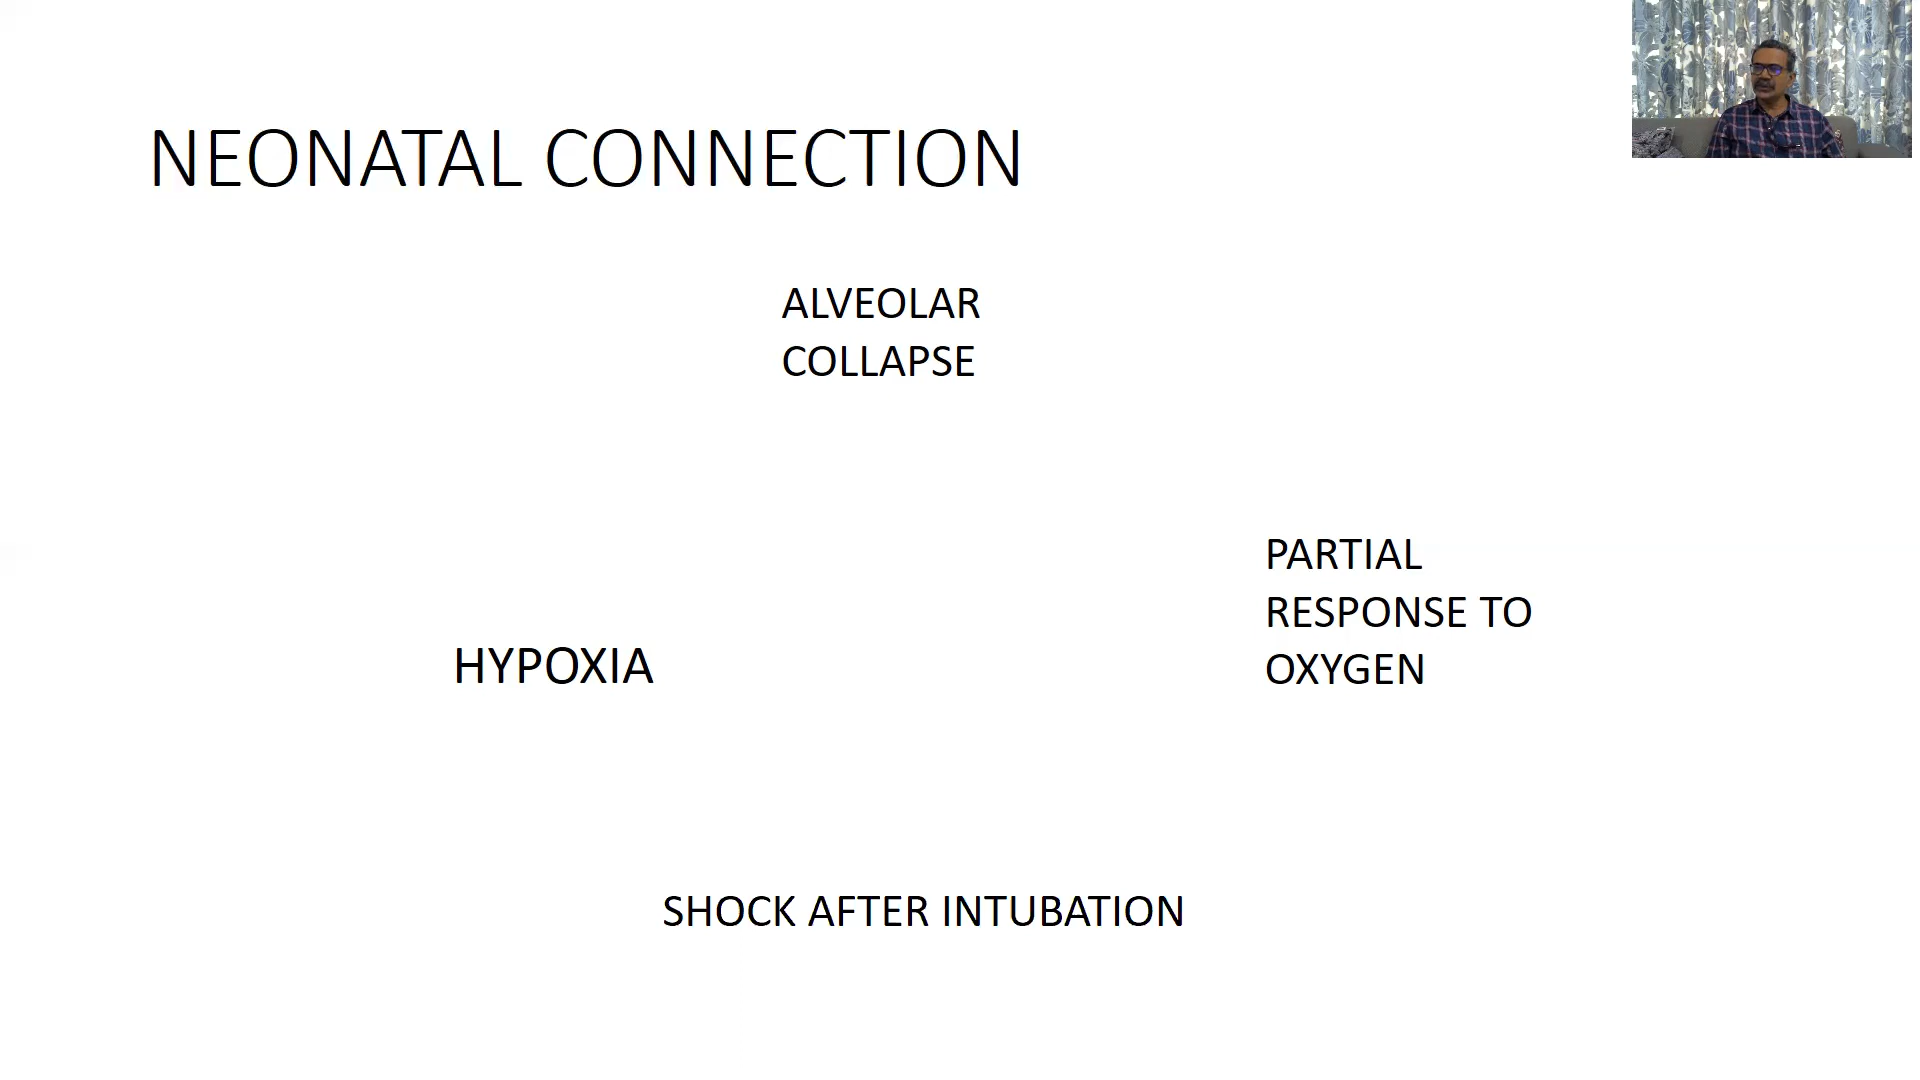 NEONATAL CONNECTION
ALVEOLAR
COLLAPSE
PARTIAL
RESPONSE TO
OXYGEN
HYPOXIA
SHOCK AFTER INTUBATION